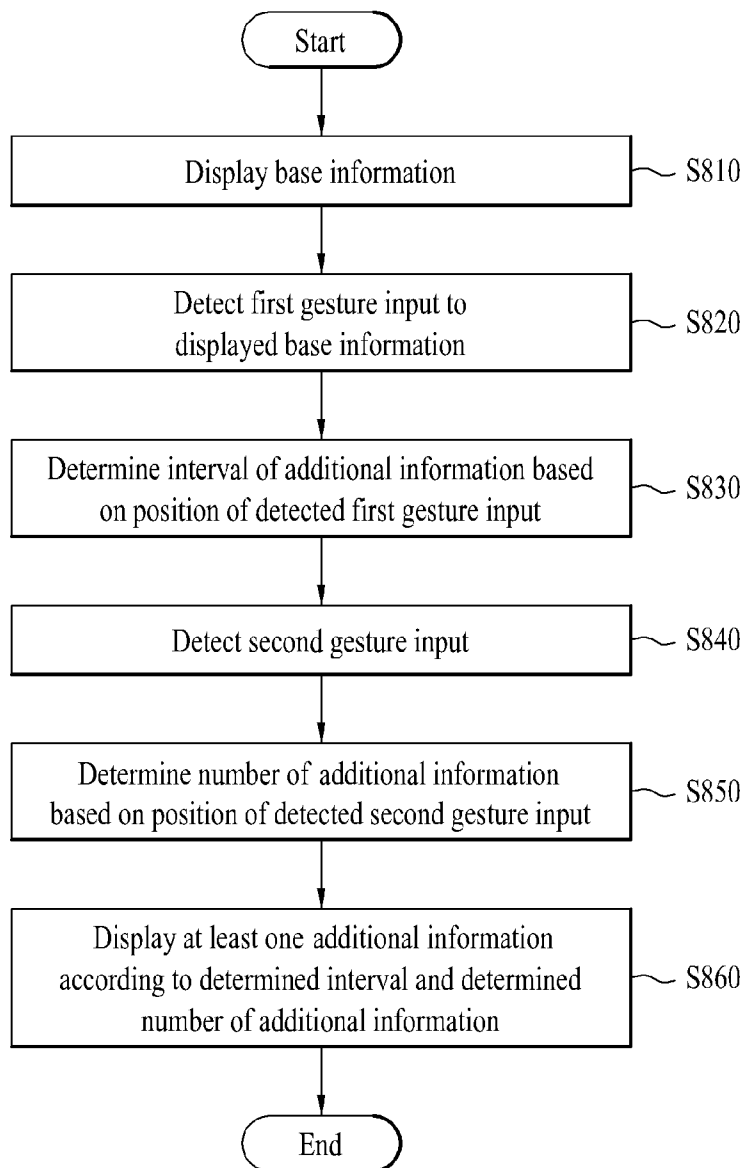 Start
Display base information
S810
Detect first gesture input to
displayed base information
S820
Determine interval of additional information based
on position of detected first gesture input
S830
Detect second gesture input
S840
Determine number of additional information
based on position of detected second gesture input
S850
Display at least one additional information
according to determined interval and determined
number of additional information
S860
End